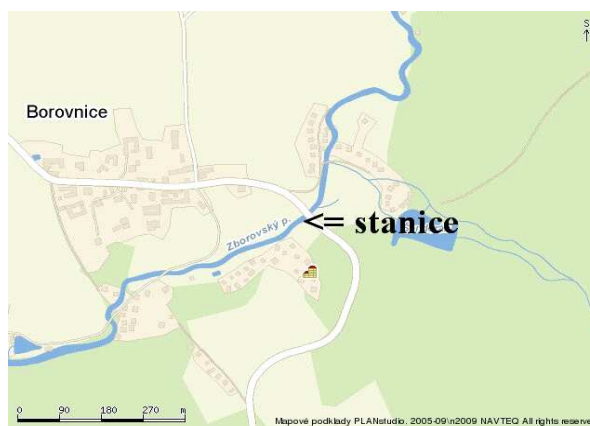 S
Borovnice
Zborovský p.
<= stanice
0 90 180 270 m
Mapové podklady PLANstudio. 2005-09\n2009 NAVTEQ All rights reserve